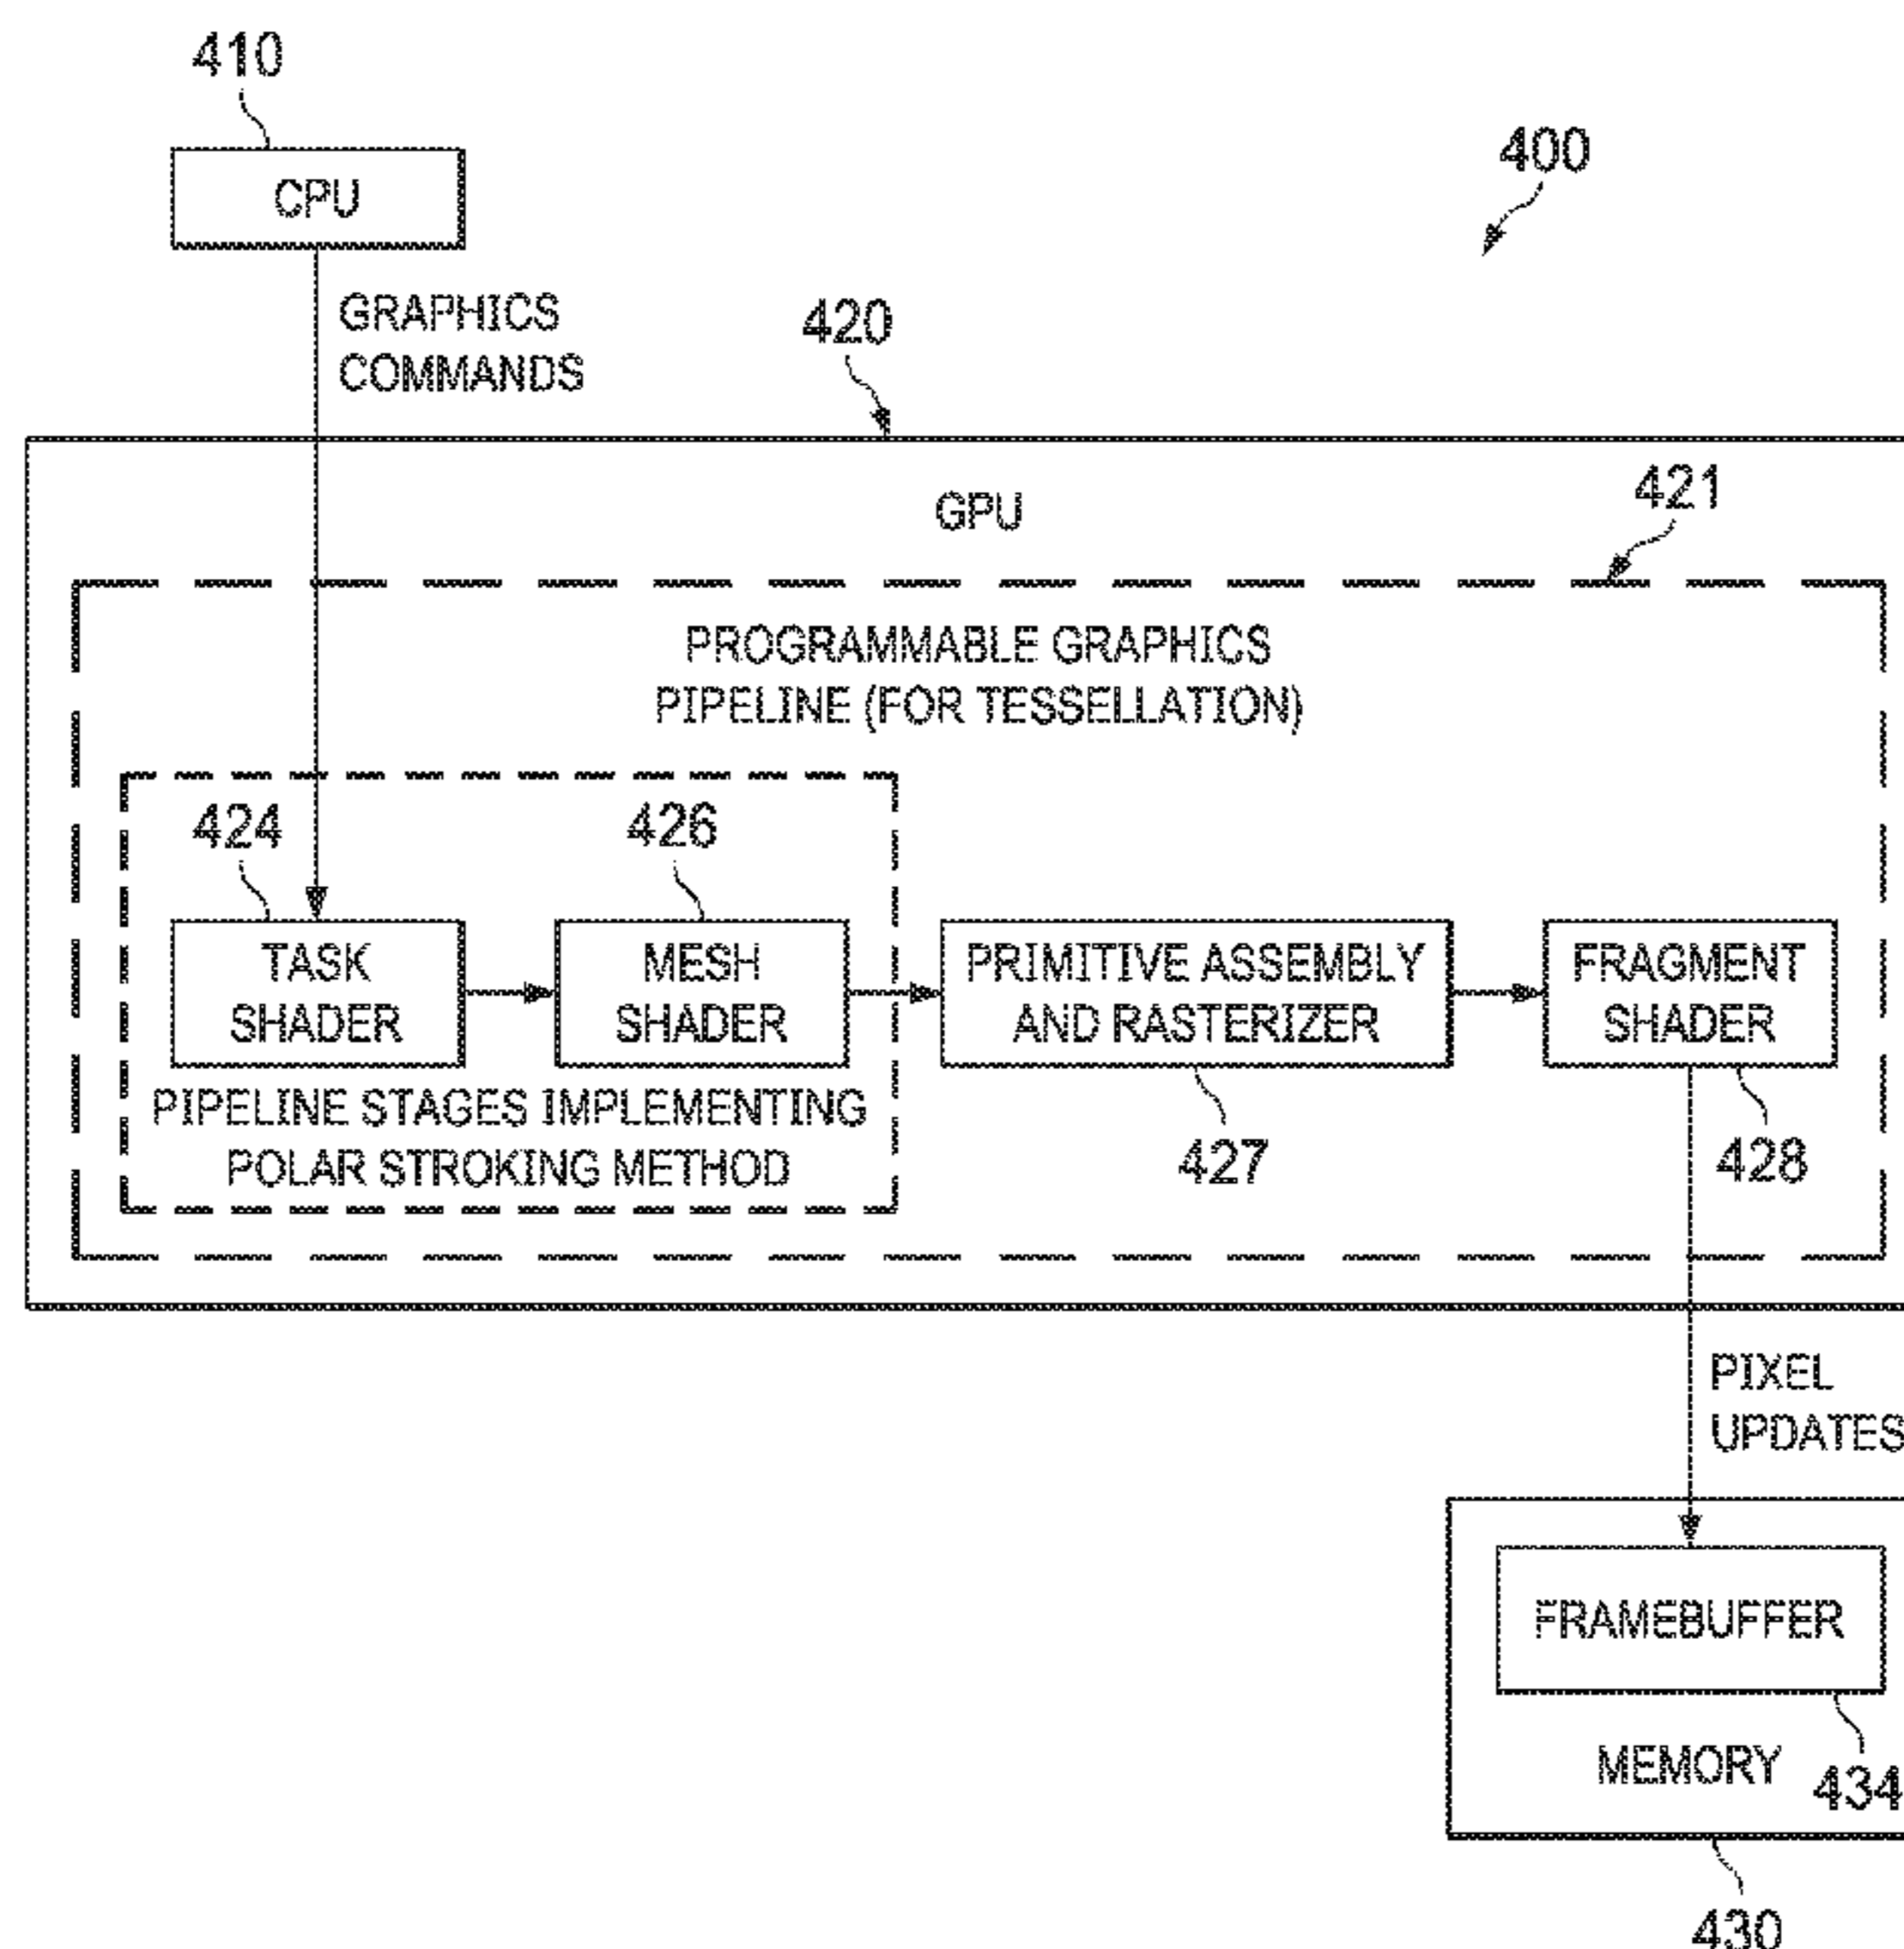 410
CPU
400
GRAPHICS
COMMANDS
420
GPU
421
PROGRAMMABLE GRAPHICS
PIPELINE (FOR TESSELLATION)
424
426
TASK
SHADER
MESH
SHADER
PRIMITIVE ASSEMBLY
AND RASTERIZER
FRAGMENT
SHADER
PIPELINE STAGES IMPLEMENTING
POLAR STROKING METHOD
427
428
PIXEL
UPDATES
FRAMEBUFFER
MEMORY
434
430